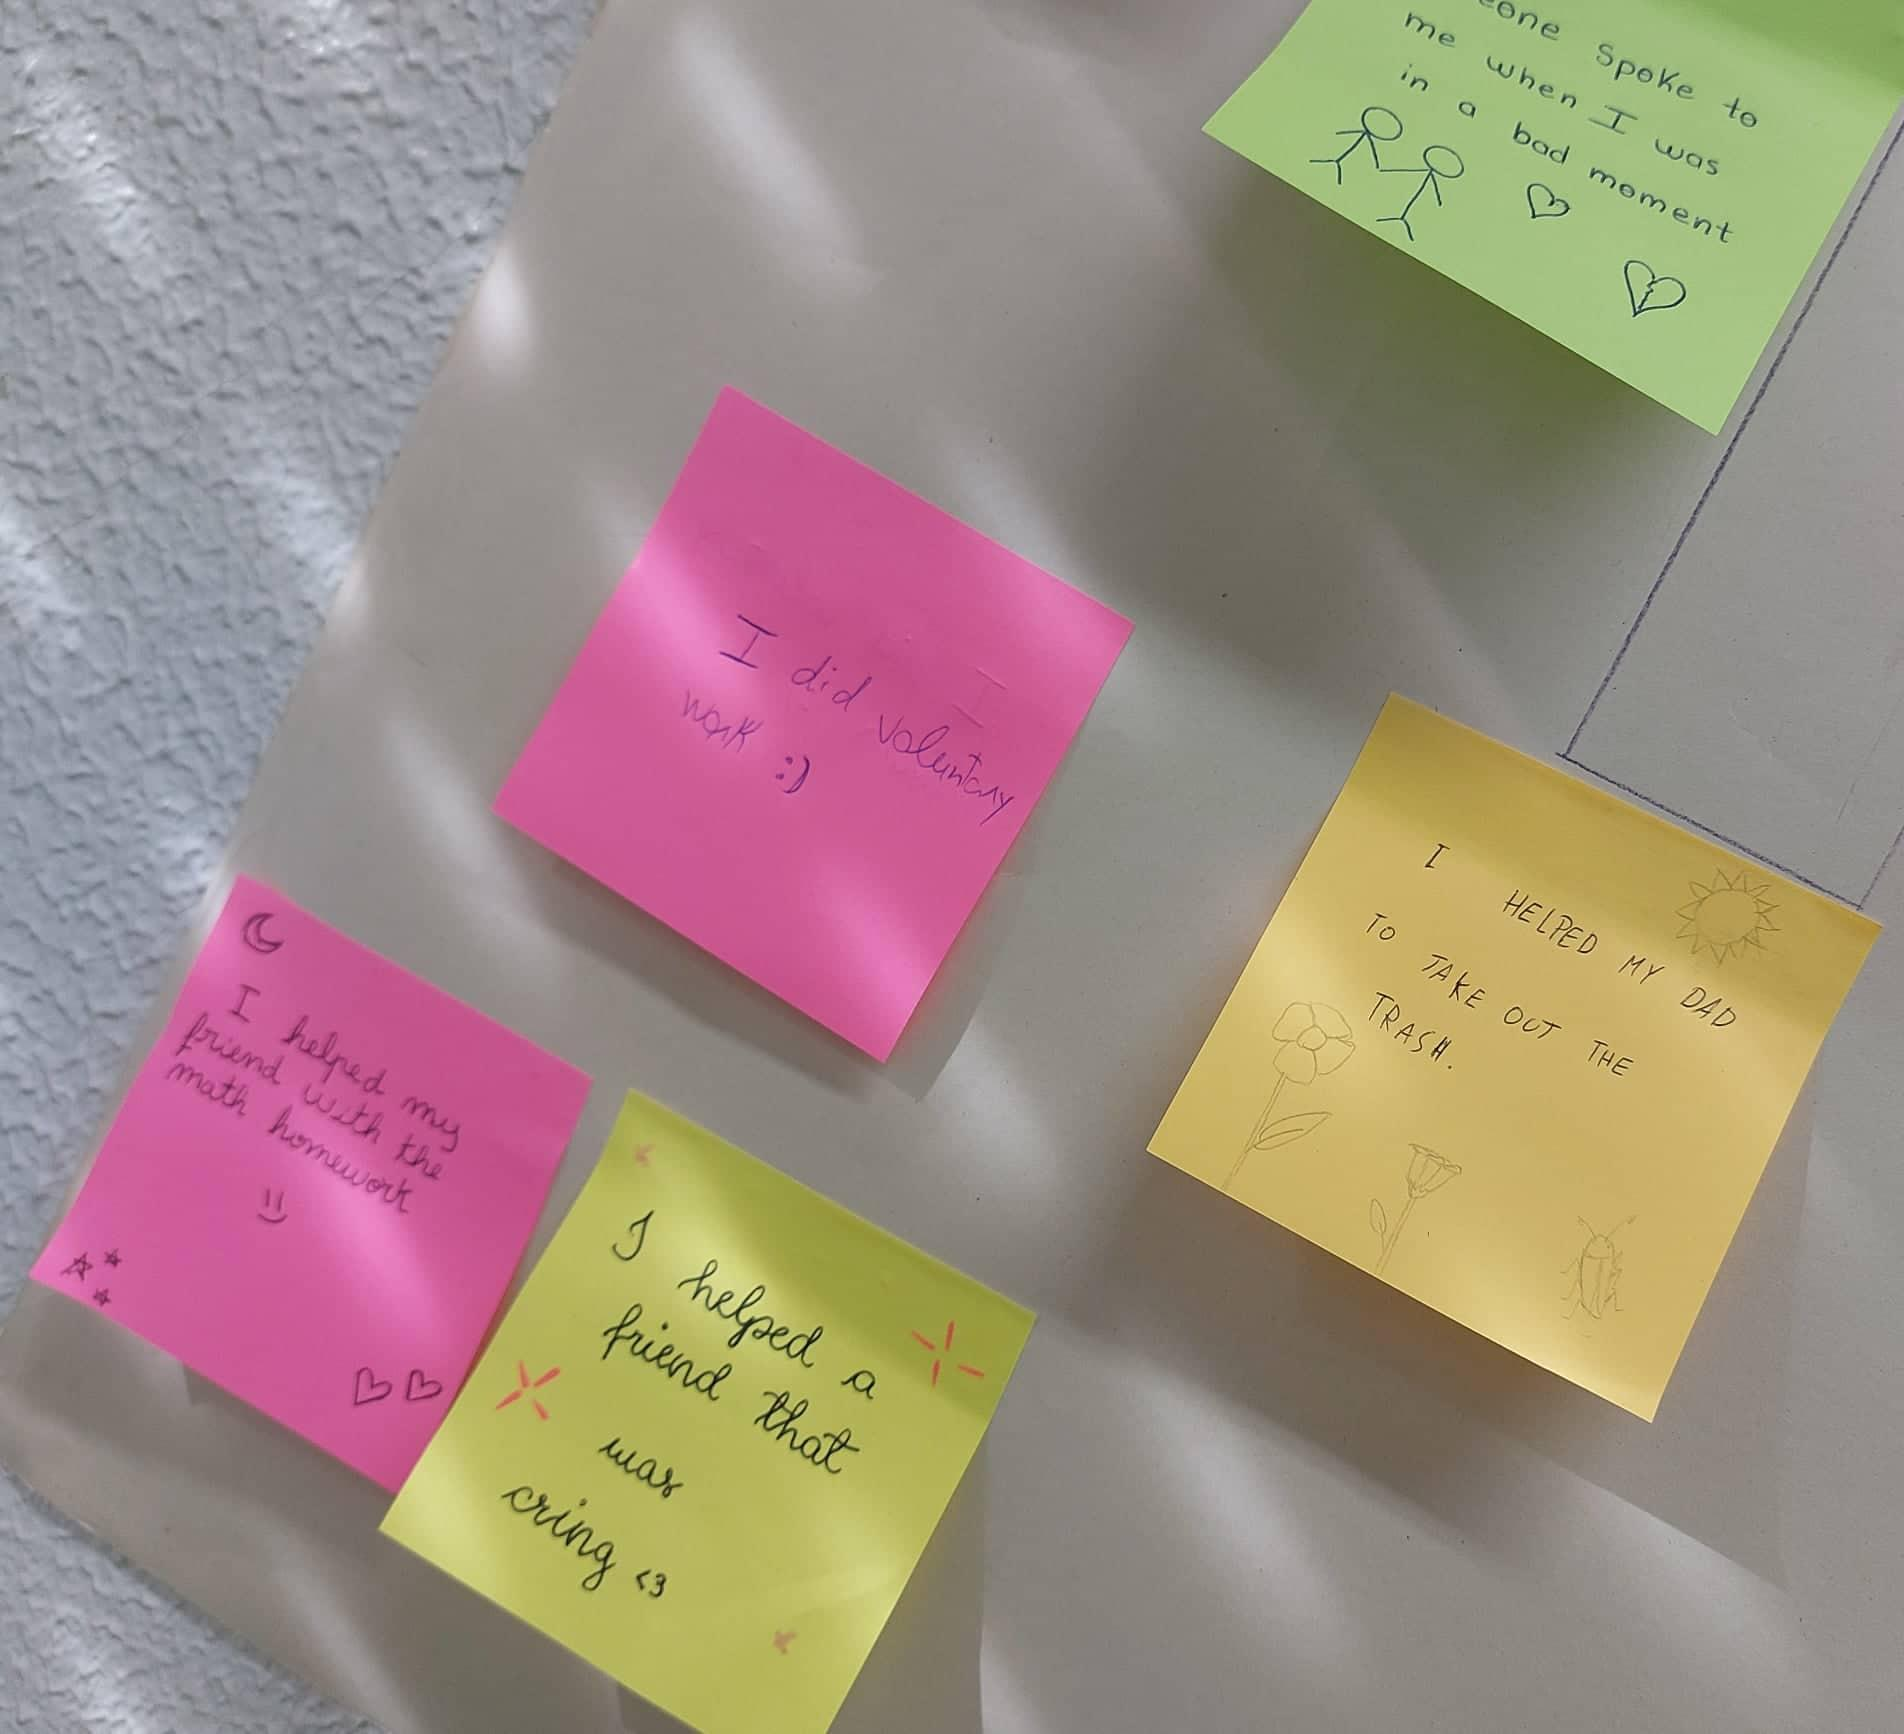 spoke to
me when I was
in a bad moment
I did voluntary
work :)
I HELPED MY DAD
TO TAKE OUT THE
TRASH.
I helped my
friend with the
math homework
I helped a
friend that
was
cring <3